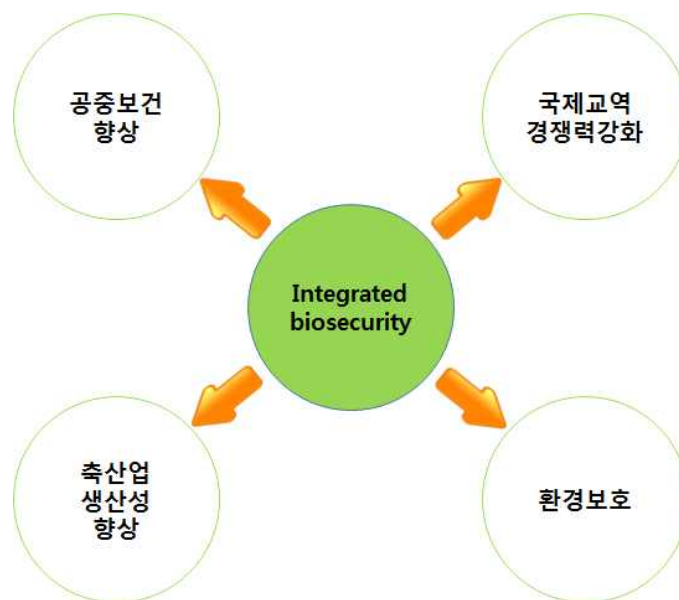 공중보건
향상
국제교역
경쟁력강화
Integrated
biosecurity
축산업
생산성
향상
환경보호